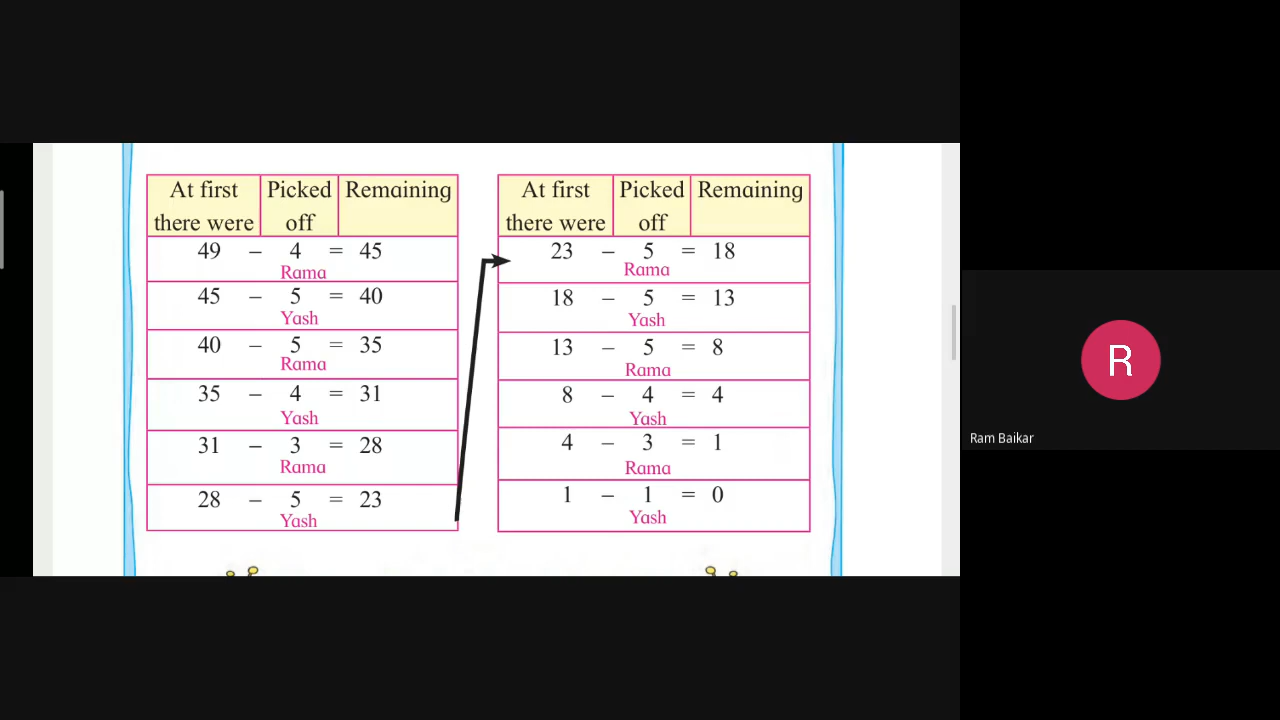 At first there were Picked off Remaining
49 – 4 = 45
Rama
45 – 5 = 40
Yash
40 – 5 = 35
Rama
35 – 4 = 31
Yash
31 – 3 = 28
Rama
28 – 5 = 23
Yash
At first there were Picked off Remaining
23 – 5 = 18
Rama
18 – 5 = 13
Yash
13 – 5 = 8
Rama
8 – 4 = 4
Yash
4 – 3 = 1
Rama
1 – 1 = 0
Yash
R
Ram Baikar